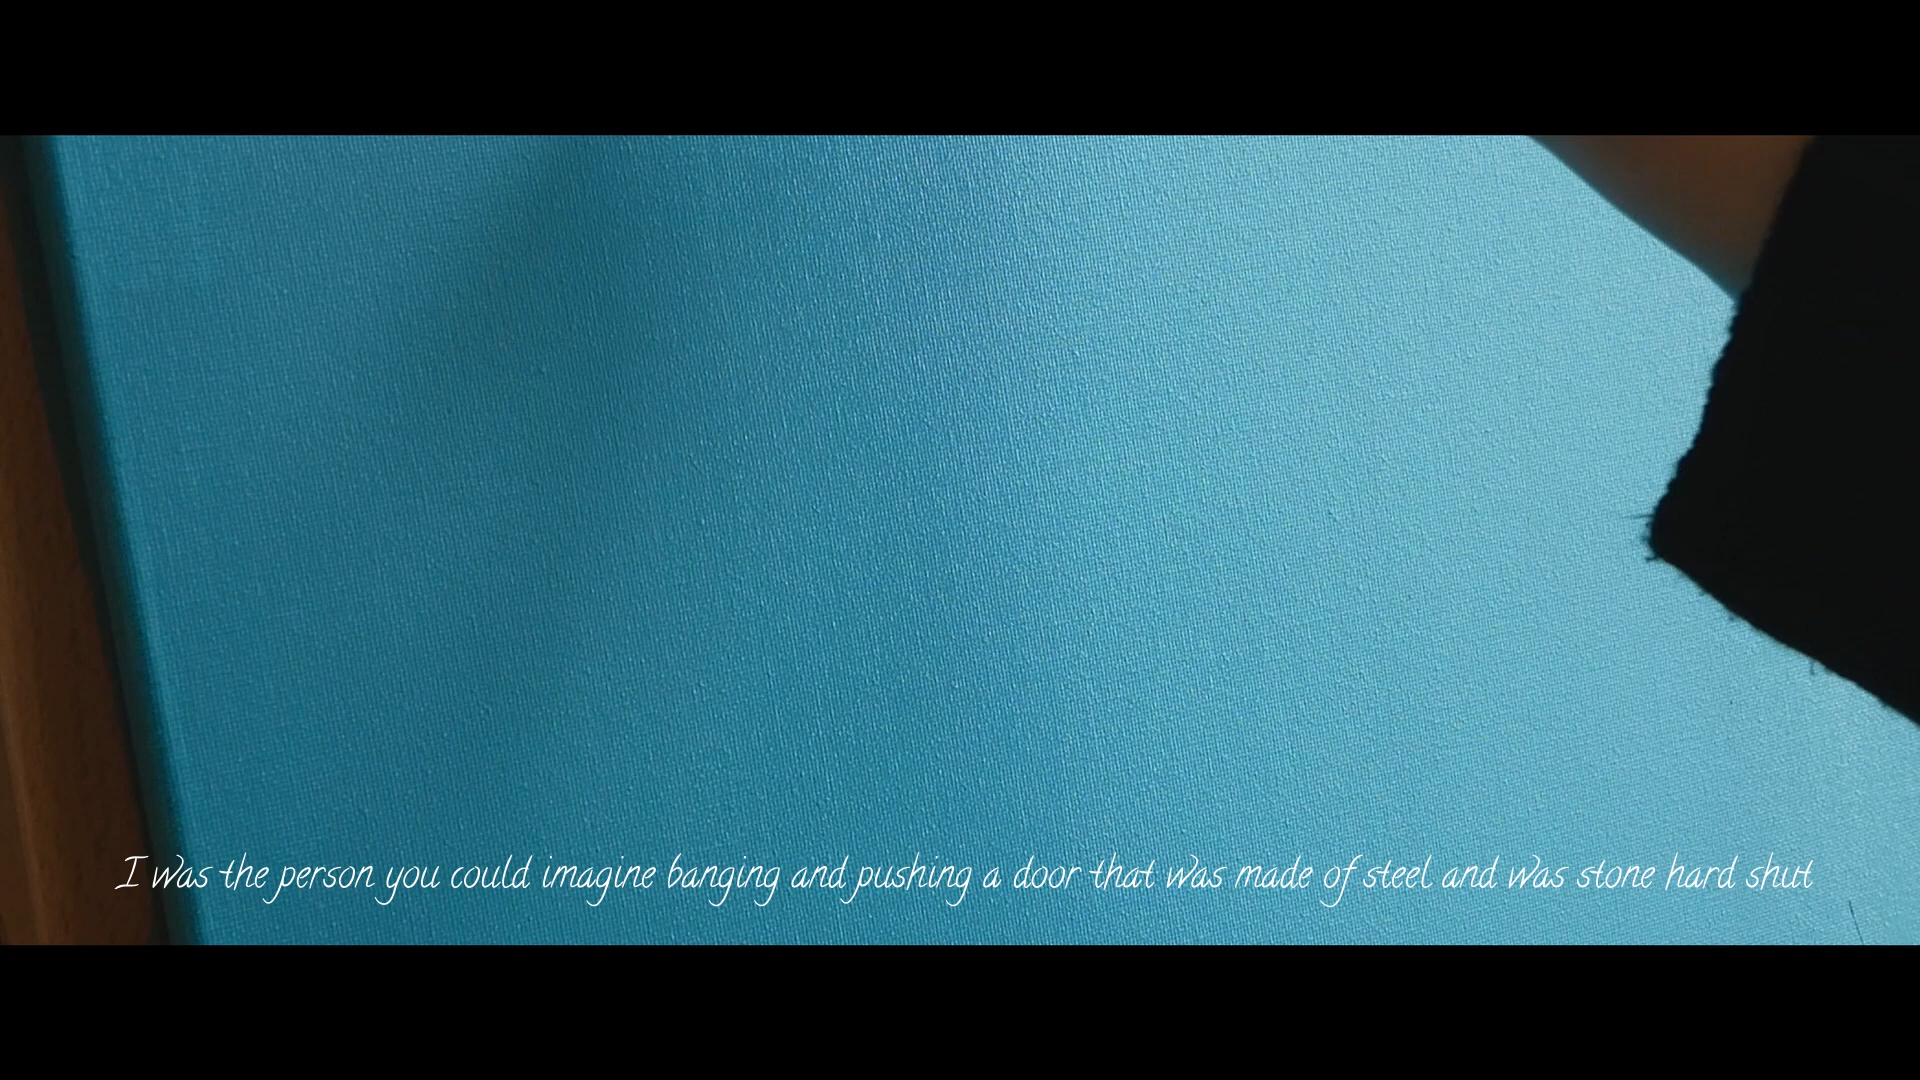 I was the person you could imagine banging and pushing a door that was made of steel and was stone hard shut